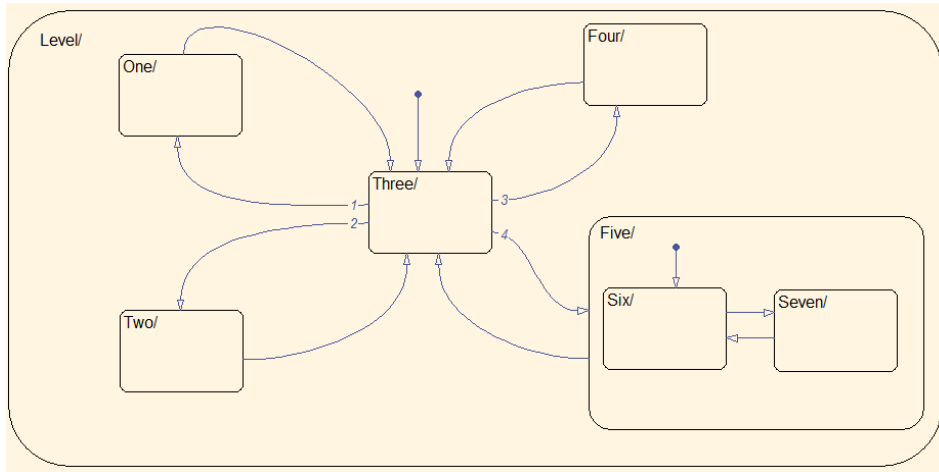 Level/
One/
Four/
Three/
1
2
3
4
Five/
Six/
Seven/
Two/